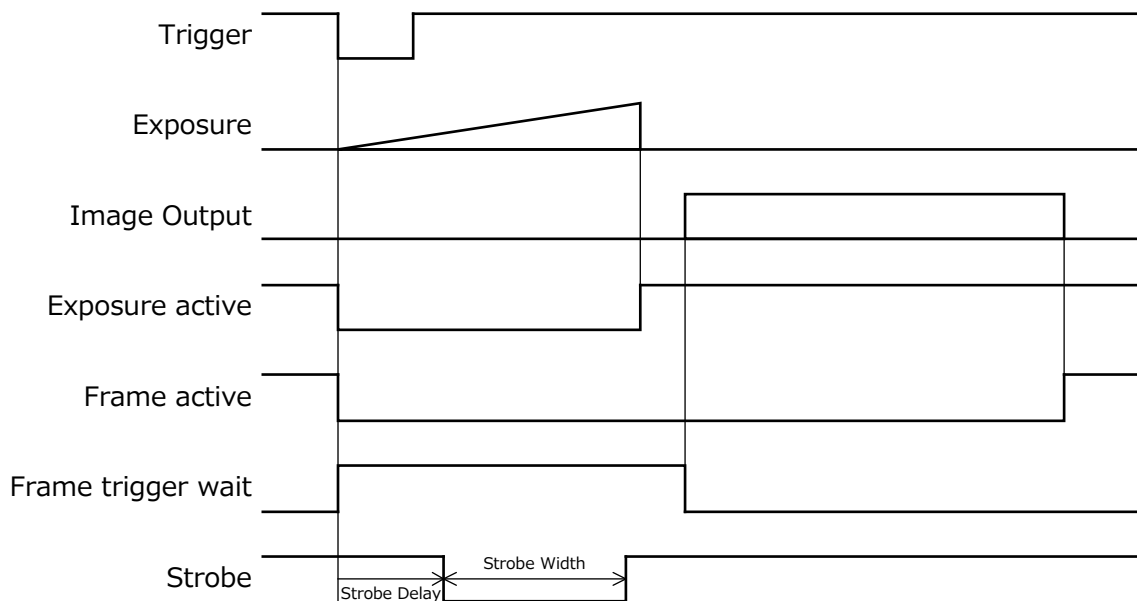 Trigger
Exposure
Image Output
Exposure active
Frame active
Frame trigger wait
Strobe
Strobe Width
Strobe Delay